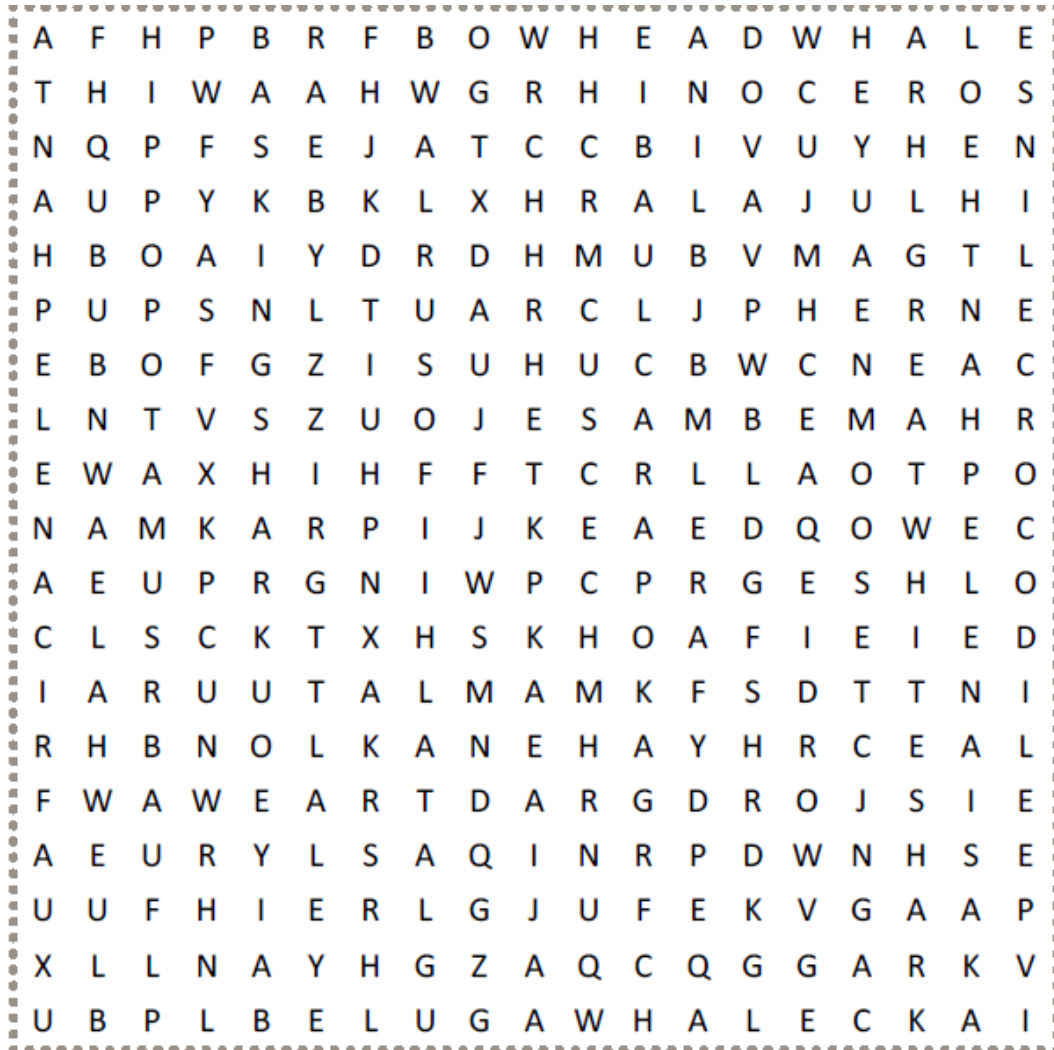 A F H P B R F B O W H E A D W H A L E
T H I W A A H W G R H I N O C E R O S
N Q P F S E J A T C C B I V U Y H E N
A U P Y K B K L X H R A L A J U L H I
H B O A I Y D R D H M U B V M A G T L
P U P S N L T U A R C L J P H E R N E
E B O F G Z I S U H U C B W C N E A C
L N T V S Z U O J E S A M B E M A H R
E W A X H I H F F T C R L L A O T P O
N A M K A R P I J K E A E D Q O W E C
A E U P R G N I W P C P R G E S H L O
C L S C K T X H S K H O A F I E I E D
I A R U U T A L M A M K F S D T T N I
R H B N O L K A N E H A Y H R C E A L
F W A W E A R T D A R G D R O J S I E
A E U R Y L S A Q I N R P D W N H S E
U U F H I E R L G J U F E K V G A A P
X L L N A Y H G Z A Q C Q G G A R K V
U B P L B E L U G A W H A L E C K A I